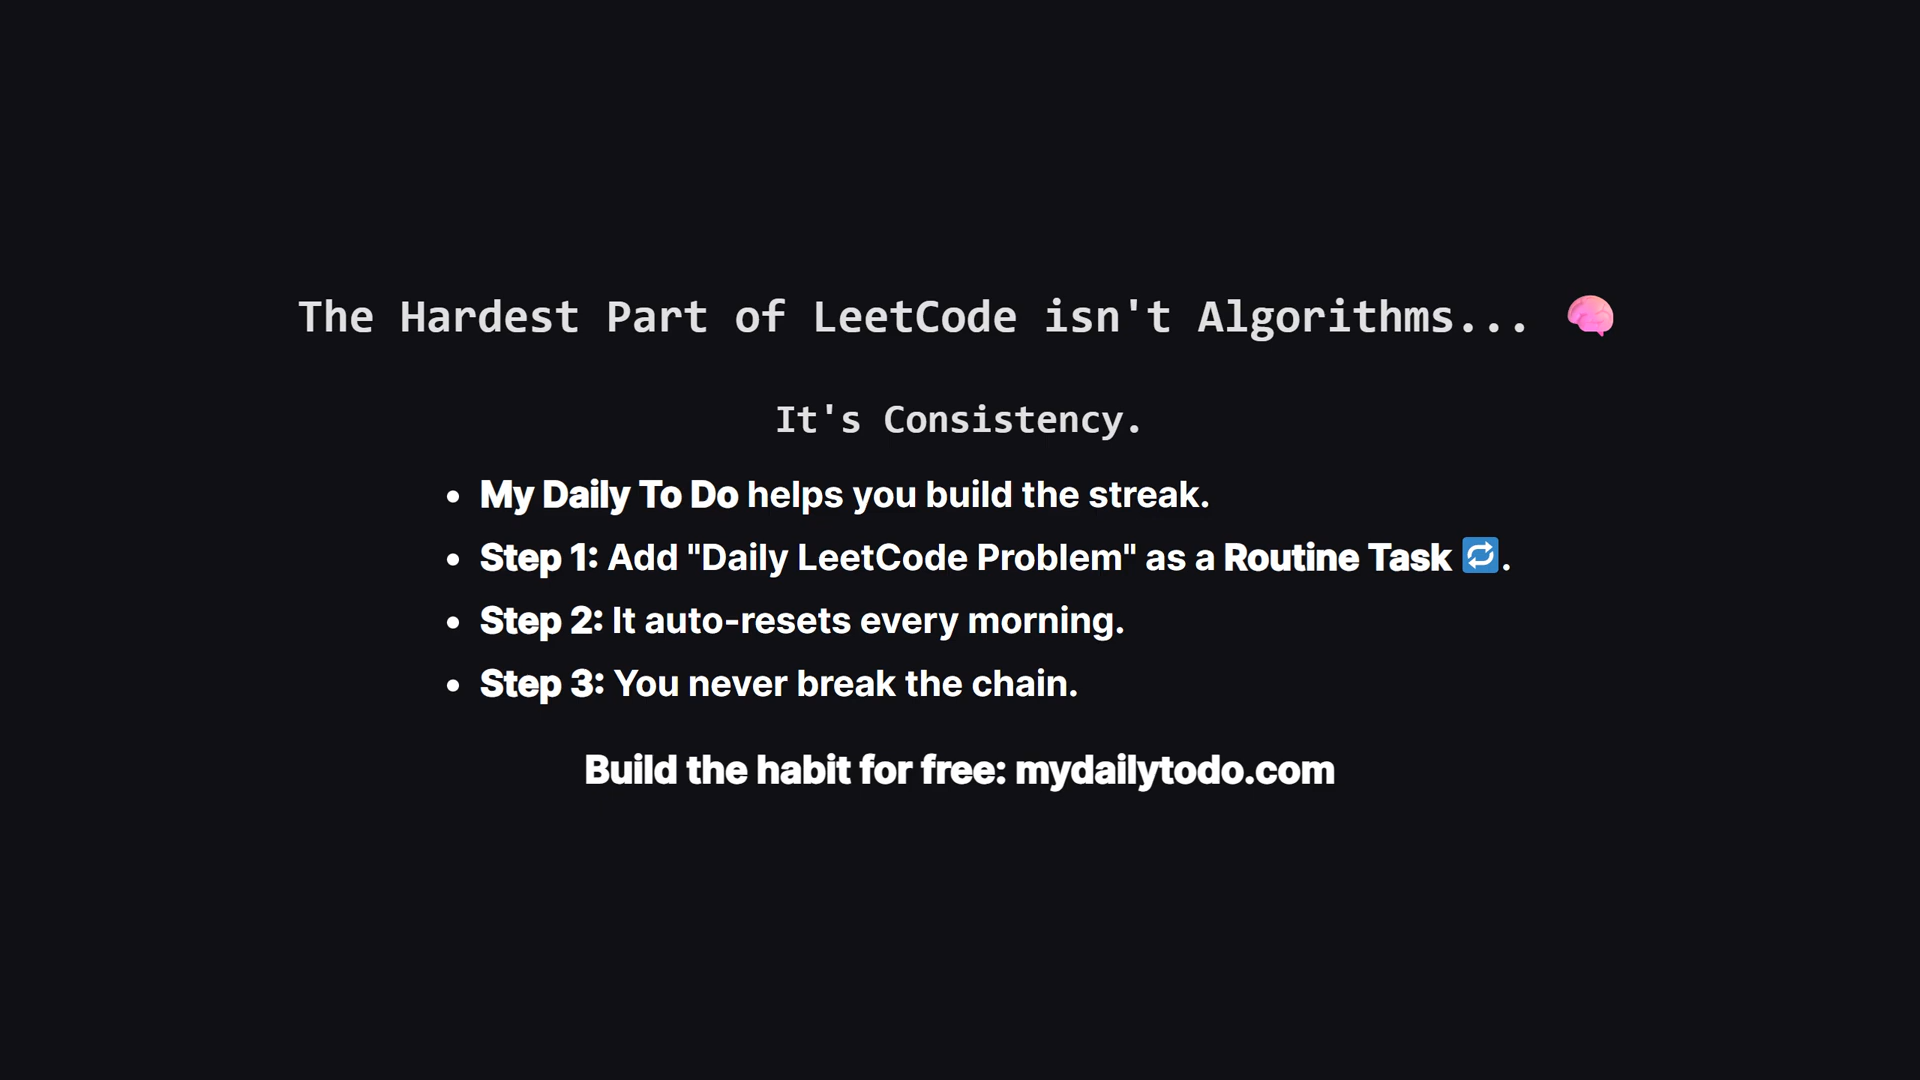 The Hardest Part of LeetCode isn't Algorithms... 🧠
It's Consistency.
• My Daily To Do helps you build the streak.
• Step 1: Add "Daily LeetCode Problem" as a Routine Task 🔁.
• Step 2: It auto-resets every morning.
• Step 3: You never break the chain.
Build the habit for free: mydailytodo.com